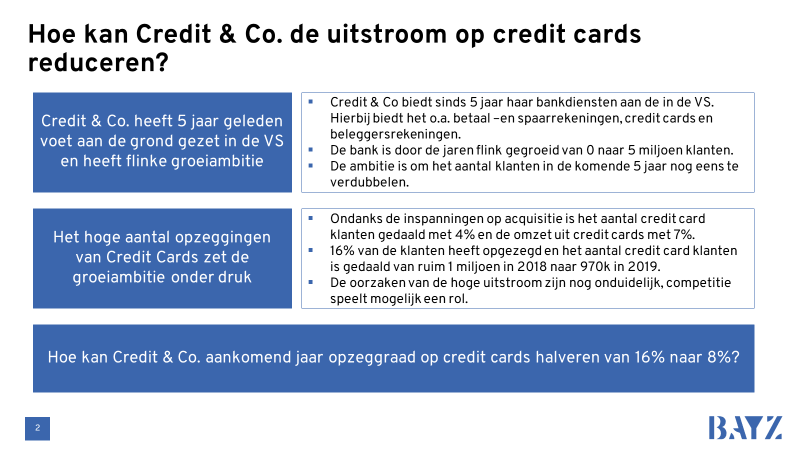 Hoe kan Credit & Co. de uitstroom op credit cards
reduceren?
Credit & Co. heeft 5 jaar geleden
voet aan de grond gezet in de VS
en heeft flinke groeiambitie
▪ Credit & Co biedt sinds 5 jaar haar bankdiensten aan de in de VS.
Hierbij biedt het o.a. betaal –en spaarrekeningen, credit cards en
beleggersrekeningen.
▪ De bank is door de jaren flink gegroeid van 0 naar 5 miljoen klanten.
▪ De ambitie is om het aantal klanten in de komende 5 jaar nog eens te
verdubbelen.
Het hoge aantal opzeggingen
van Credit Cards zet de
groeiambitie onder druk
▪ Ondanks de inspanningen op acquisitie is het aantal credit card
klanten gedaald met 4% en de omzet uit credit cards met 7%.
▪ 16% van de klanten heeft opgezegd en het aantal credit card klanten
is gedaald van ruim 1 miljoen in 2018 naar 970k in 2019.
▪ De oorzaken van de hoge uitstroom zijn nog onduidelijk, competitie
speelt mogelijk een rol.
Hoe kan Credit & Co. aankomend jaar opzeggraad op credit cards halveren van 16% naar 8%?
2
BAYZ